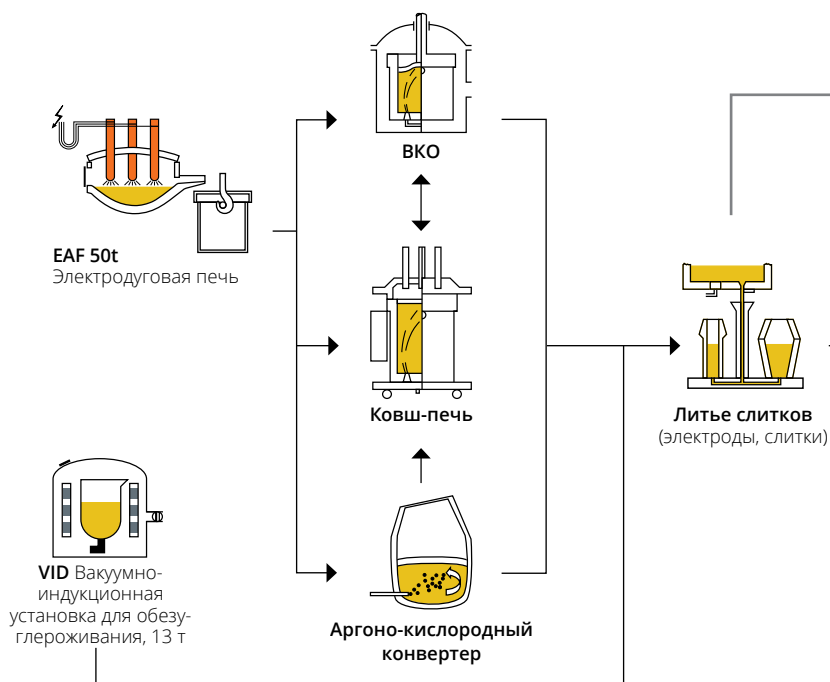 ВКО
EAF 50t
Электродуговая печь
Ковш-печь
Литье слитков
(электроды, слитки)
VID Вакуумно-
индукционная
установка для обезу-
глероживания, 13 т
Аргоно-кислородный
конвертер